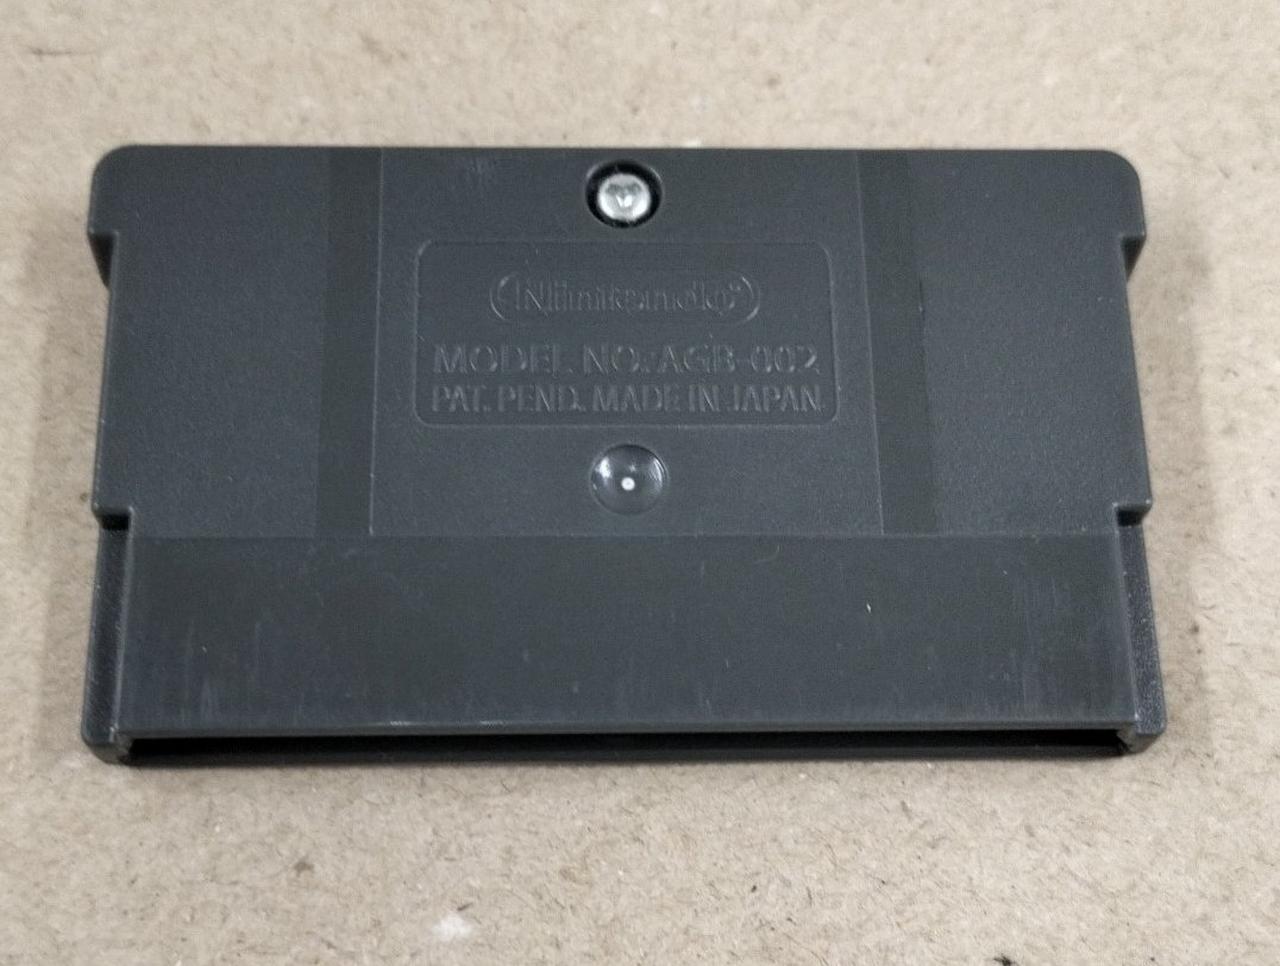 Nintendo®
MODEL NO.:AGB-002
PAT. PEND. MADE IN JAPAN